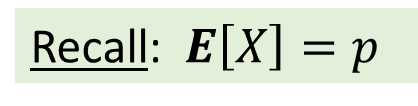 Recall: E[X] = p